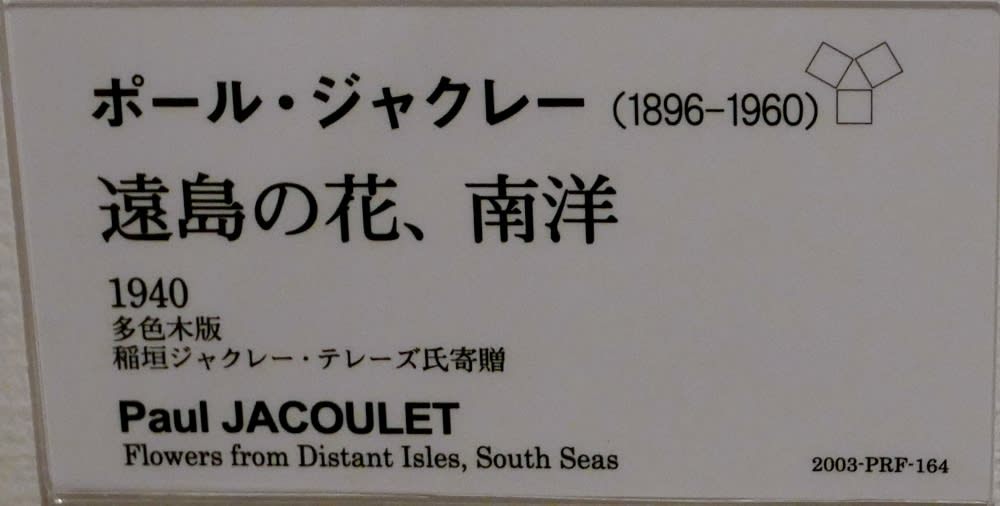 ポール・ジャクレー (1896–1960)
遠島の花、南洋
1940
多色木版
稲垣ジャクレー・テレーズ氏寄贈
Paul JACOULET
Flowers from Distant Isles, South Seas
2003-PRF-164